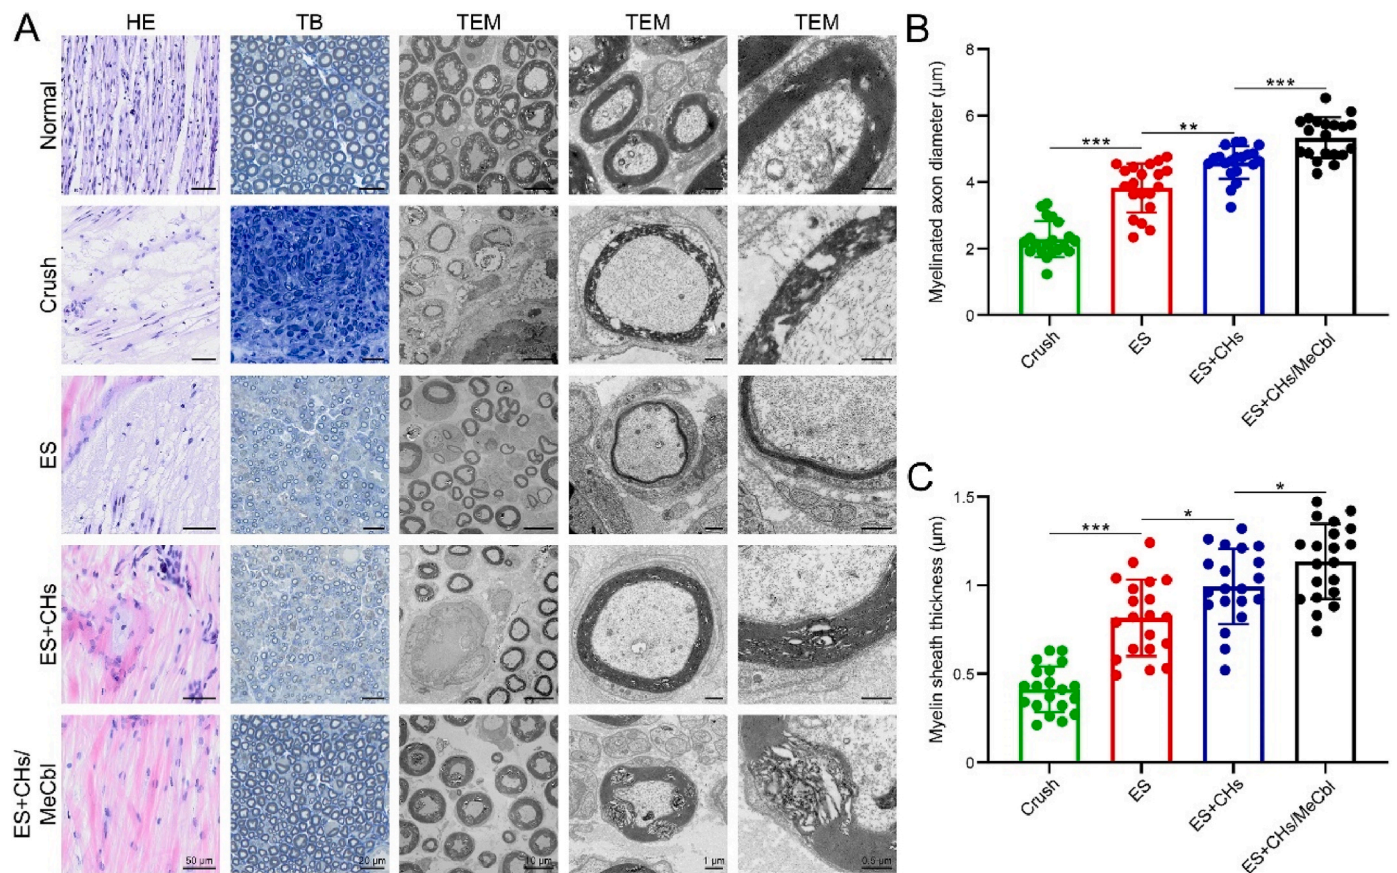 A
HE
TB
TEM
TEM
TEM
Normal
Crush
ES
ES+CHs
ES+CHs/
MeCbl
50 μm
20 μm
10 μm
1 μm
0.5 μm
B
Myelinated axon diameter (μm)
8
6
4
2
0
***
**
***
Crush
ES
ES+CHs
ES+CHs/MeCbl
C
Myelin sheath thickness (μm)
1.5
1
0.5
0
***
*
*
Crush
ES
ES+CHs
ES+CHs/MeCbl